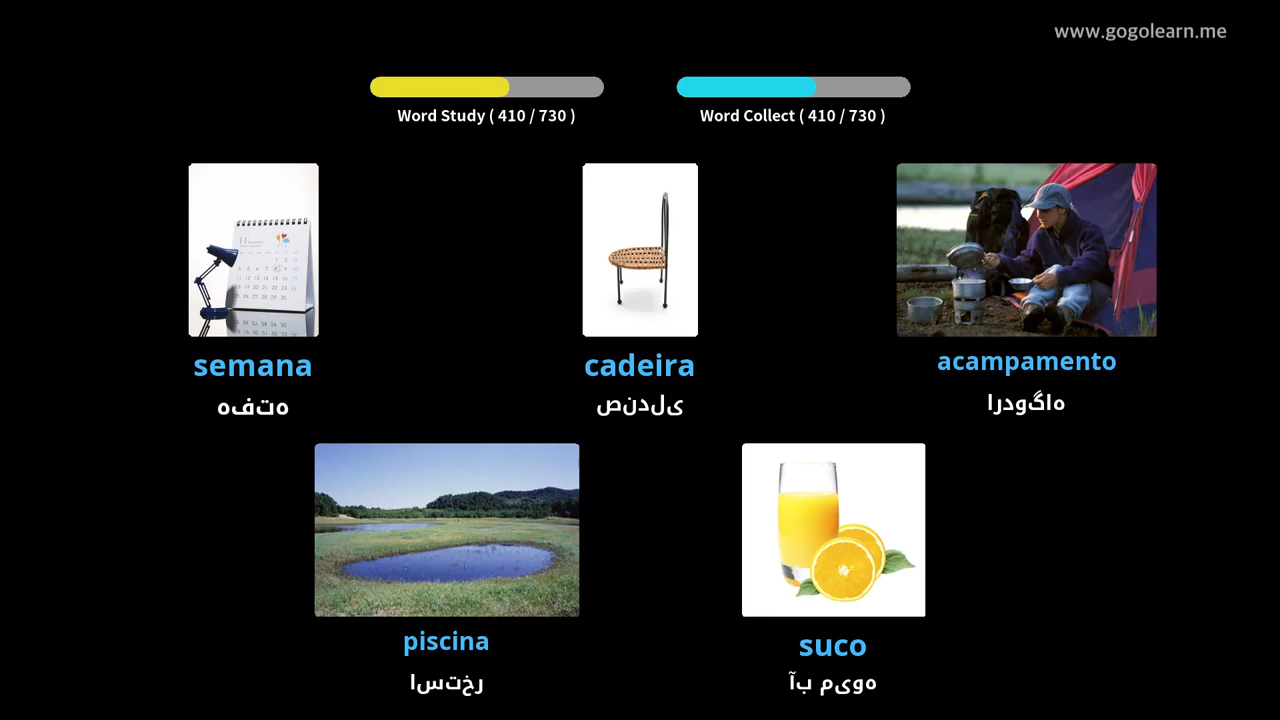 www.gogolearn.me
Word Study ( 410 / 730 )
Word Collect ( 410 / 730 )
semana
هفته
cadeira
صندلی
acampamento
اردوگاه
piscina
استخر
suco
آب میوه